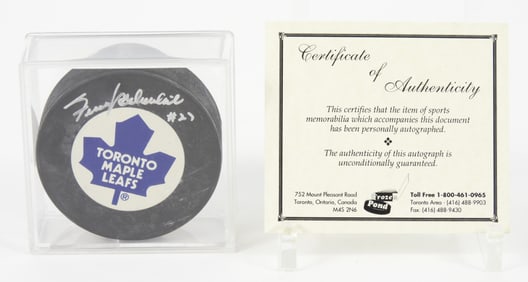 #27
TORONTO
MAPLE
LEAFS
®
Certificate
of
Authenticity
This certifies that the item of sports
memorabilia which accompanies this document
has been personally autographed.
The authenticity of this autograph is
unconditionally guaranteed.
752 Mount Pleasant Road
Toronto, Ontario, Canada
M4S 2N6
Frozen
Pond
Toll Free 1-800-461-0965
Toronto Area - (416) 488-9903
Fax: (416) 488-9430